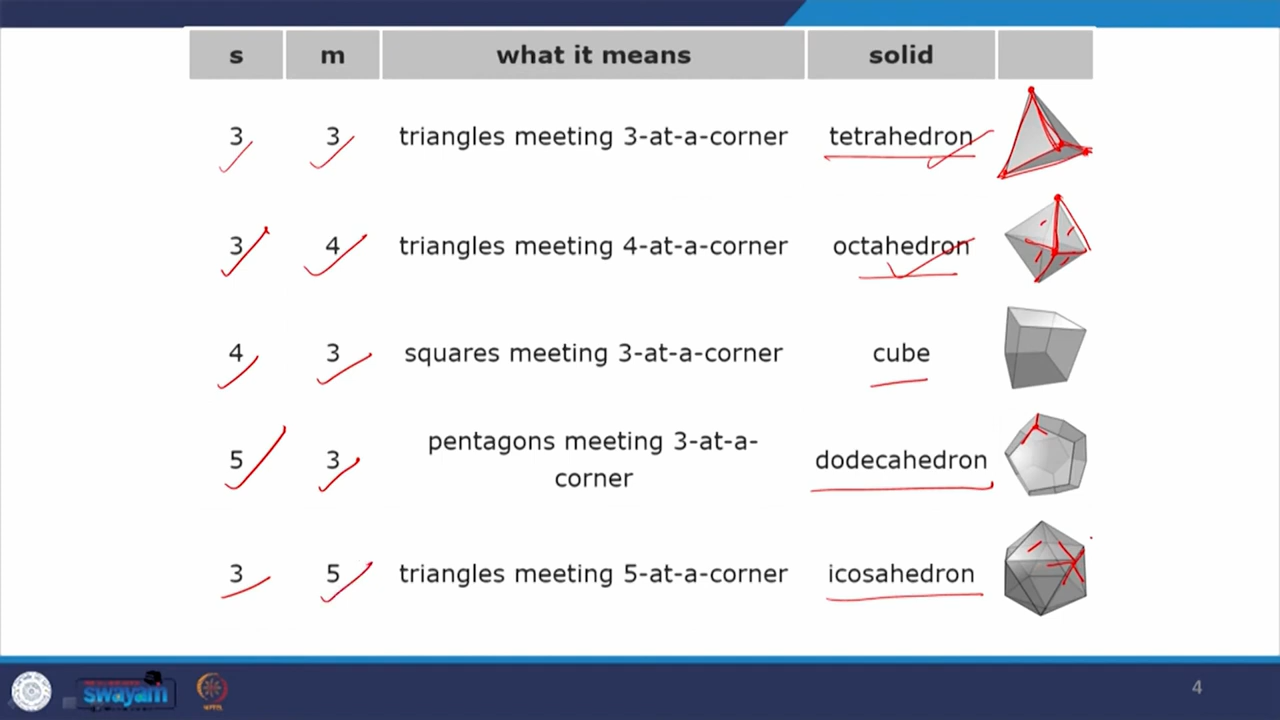 s m what it means solid
3 3 triangles meeting 3-at-a-corner tetrahedron
3 4 triangles meeting 4-at-a-corner octahedron
4 3 squares meeting 3-at-a-corner cube
pentagons meeting 3-at-a-
5 3 dodecahedron
corner
3 5 triangles meeting 5-at-a-corner icosahedron
swayam
4